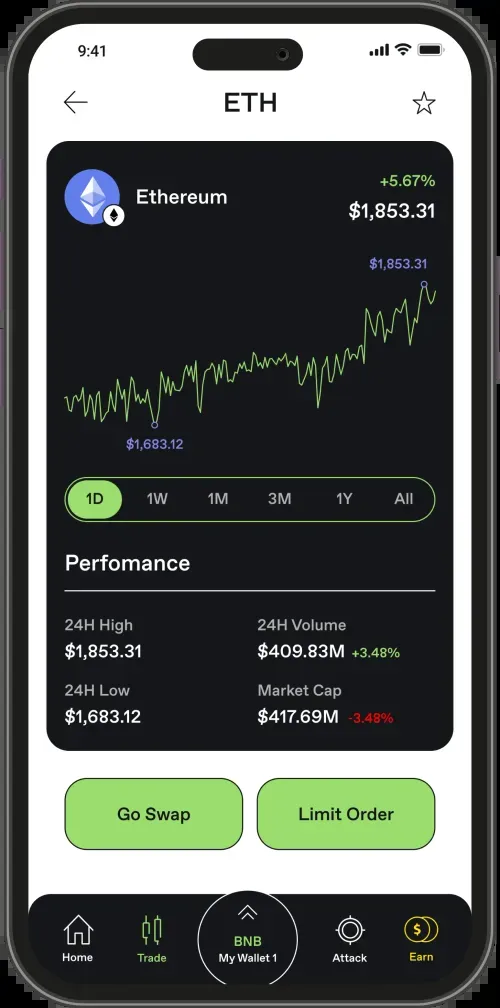 9:41
ETH
Ethereum
+5.67%
$1,853.31
$1,853.31
$1,683.12
1D 1W 1M 3M 1Y All
Perfomance
24H High 24H Volume
$1,853.31 $409.83M +3.48%
24H Low Market Cap
$1,683.12 $417.69M -3.48%
Go Swap Limit Order
BNB
Home Trade My Wallet 1 Attack $ Earn